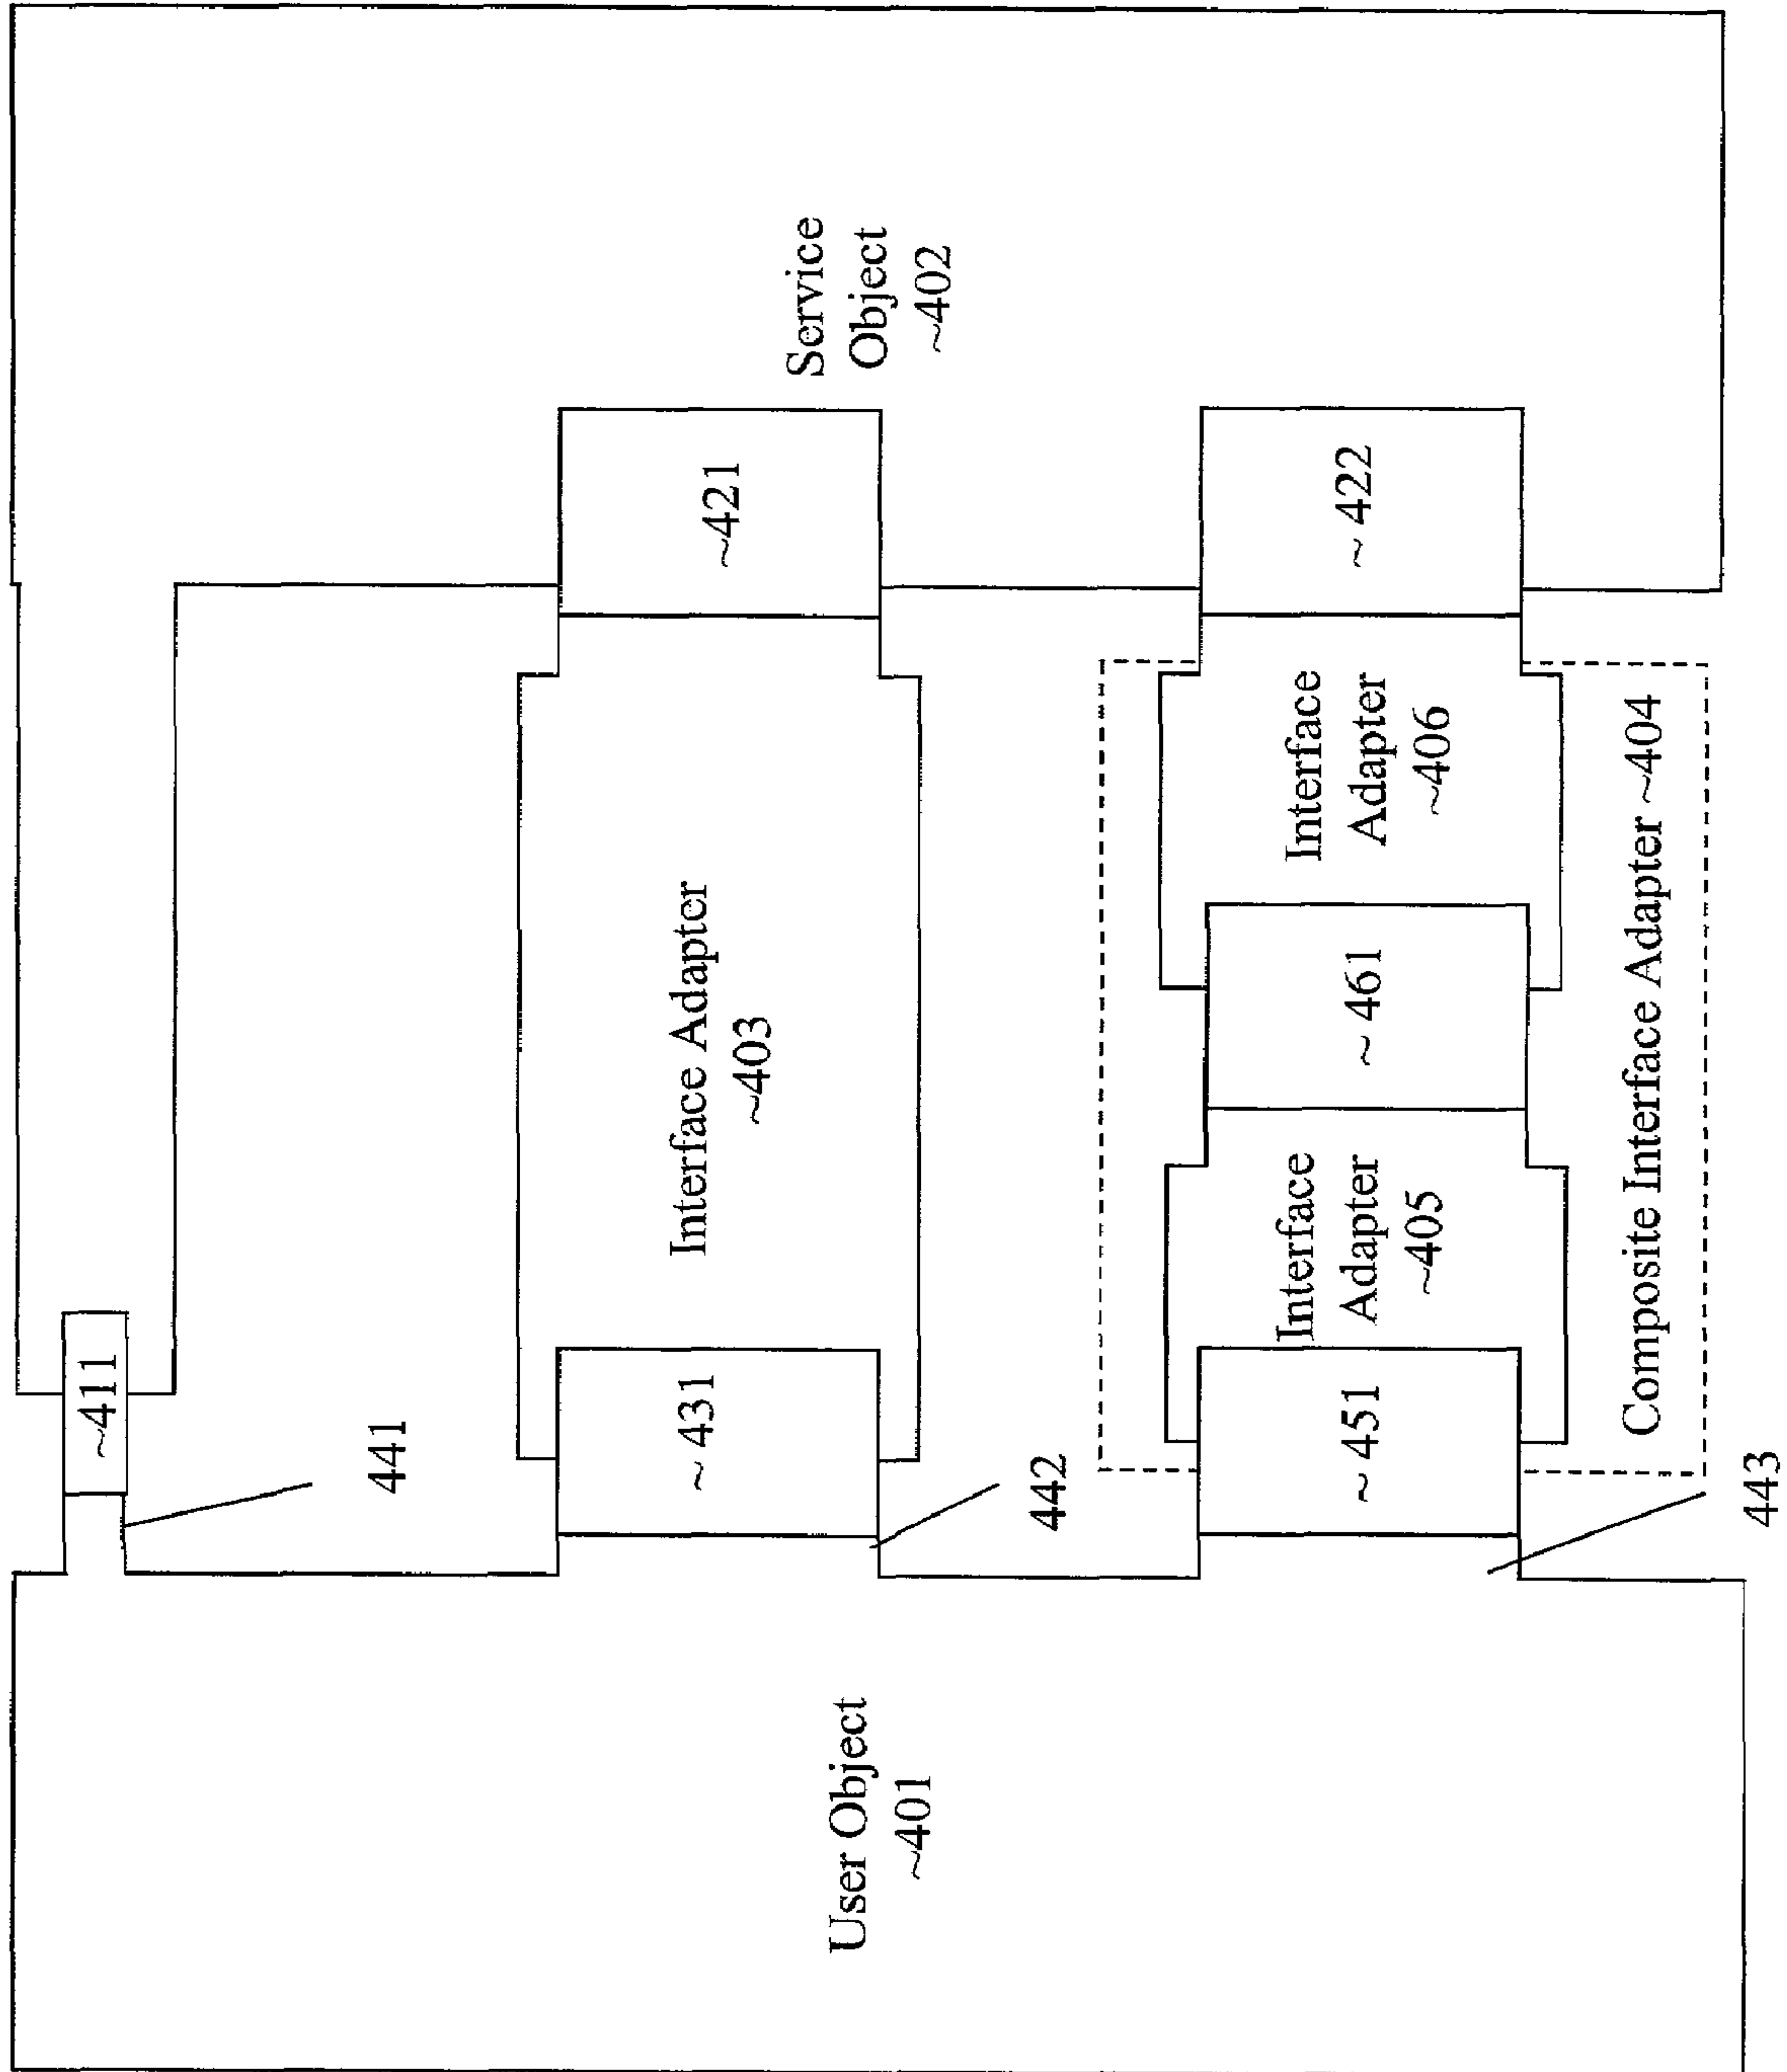 User Object
~401
Service
Object
~402
~411
441
Interface Adapter
~403
~431
442
~421
Interface
Adapter
~405
~451
~461
Interface
Adapter
~406
~422
Composite Interface Adapter ~404
443